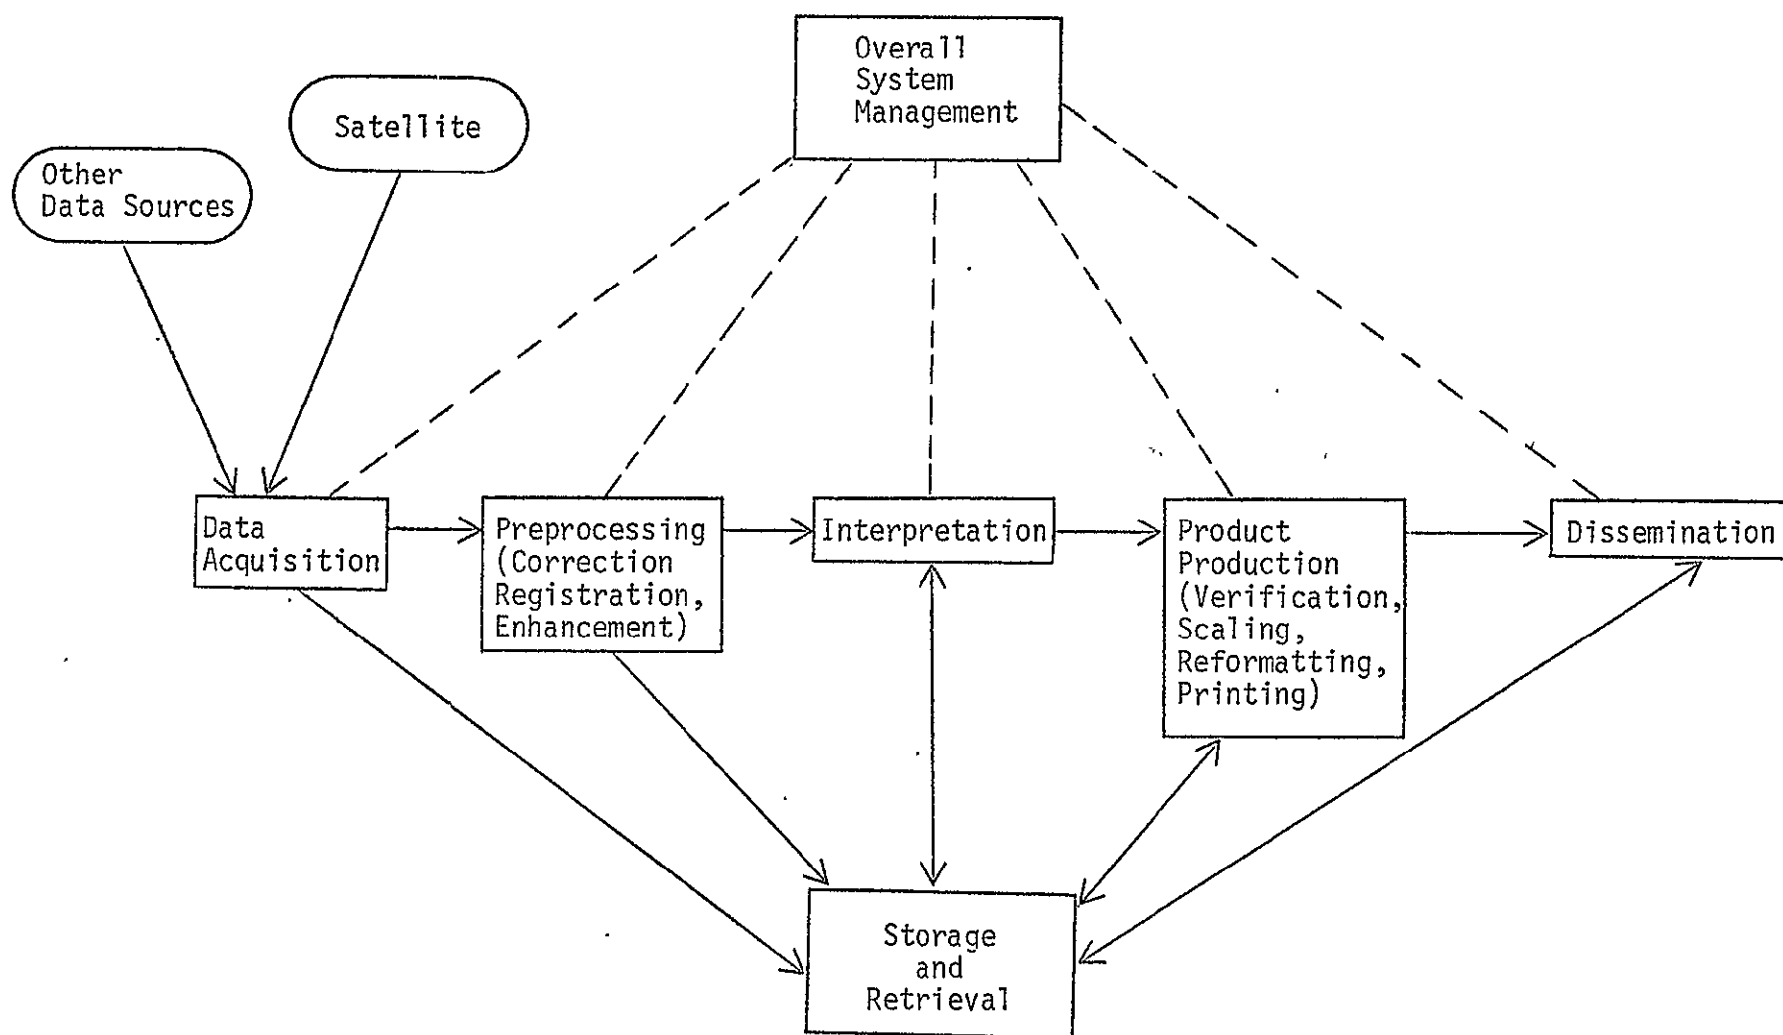 Overall
System
Management
Satellite
Other
Data Sources
Data
Acquisition
Preprocessing
(Correction
Registration,
Enhancement)
Interpretation
Product
Production
(Verification,
Scaling,
Reformatting,
Printing)
Dissemination
Storage
and
Retrieval